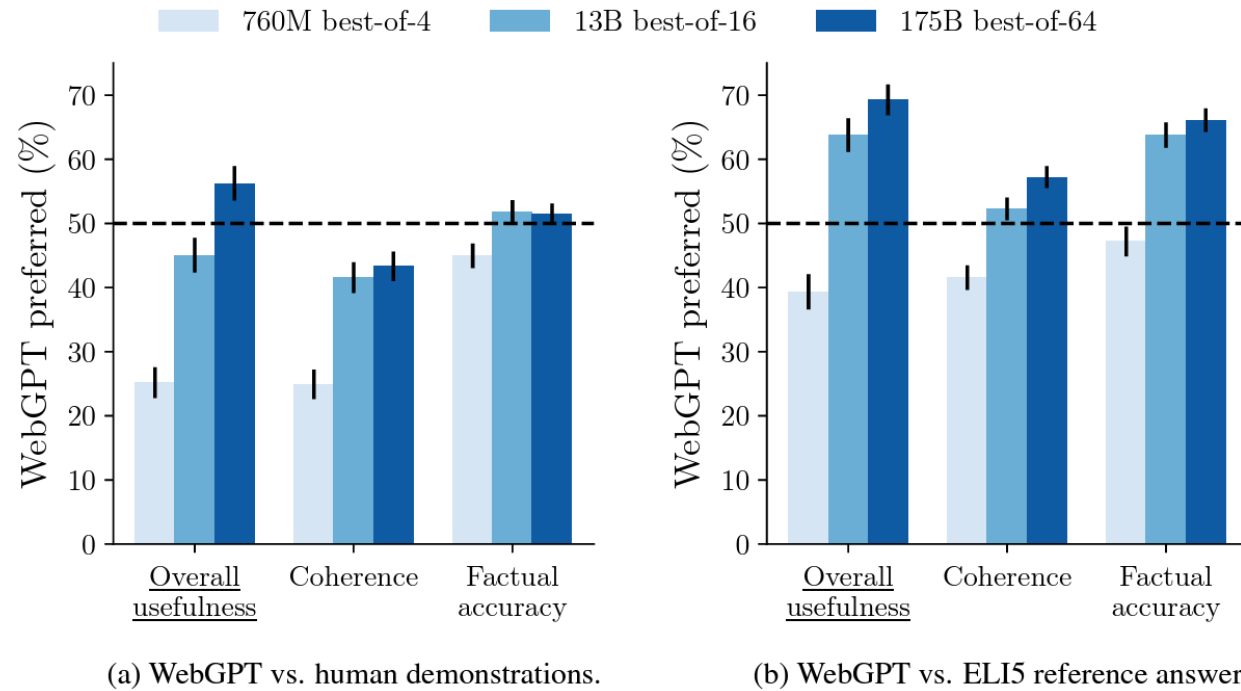 760M best-of-4 13B best-of-16 175B best-of-64
WebGPT preferred (%)
70
60
50
40
30
20
10
0
Overall
usefulness
Coherence
Factual
accuracy
(a) WebGPT vs. human demonstrations.
WebGPT preferred (%)
70
60
50
40
30
20
10
0
Overall
usefulness
Coherence
Factual
accuracy
(b) WebGPT vs. ELI5 reference answer